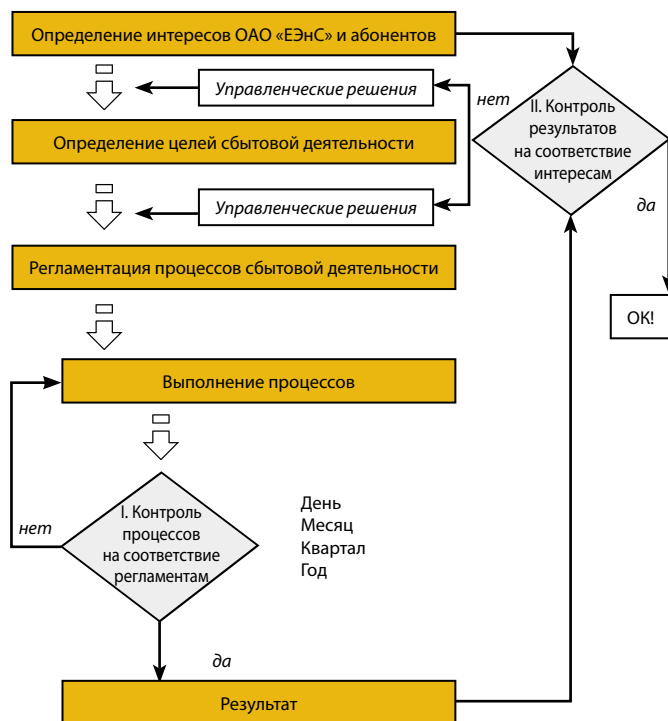 Определение интересов ОАО «ЕЭнС» и абонентов
Управленческие решения
нет
II. Контроль
результатов
на соответствие
интересам
Определение целей сбытовой деятельности
да
Управленческие решения
Регламентация процессов сбытовой деятельности
ОК!
Выполнение процессов
нет
I. Контроль
процессов
на соответствие
регламентам
День
Месяц
Квартал
Год
да
Результат